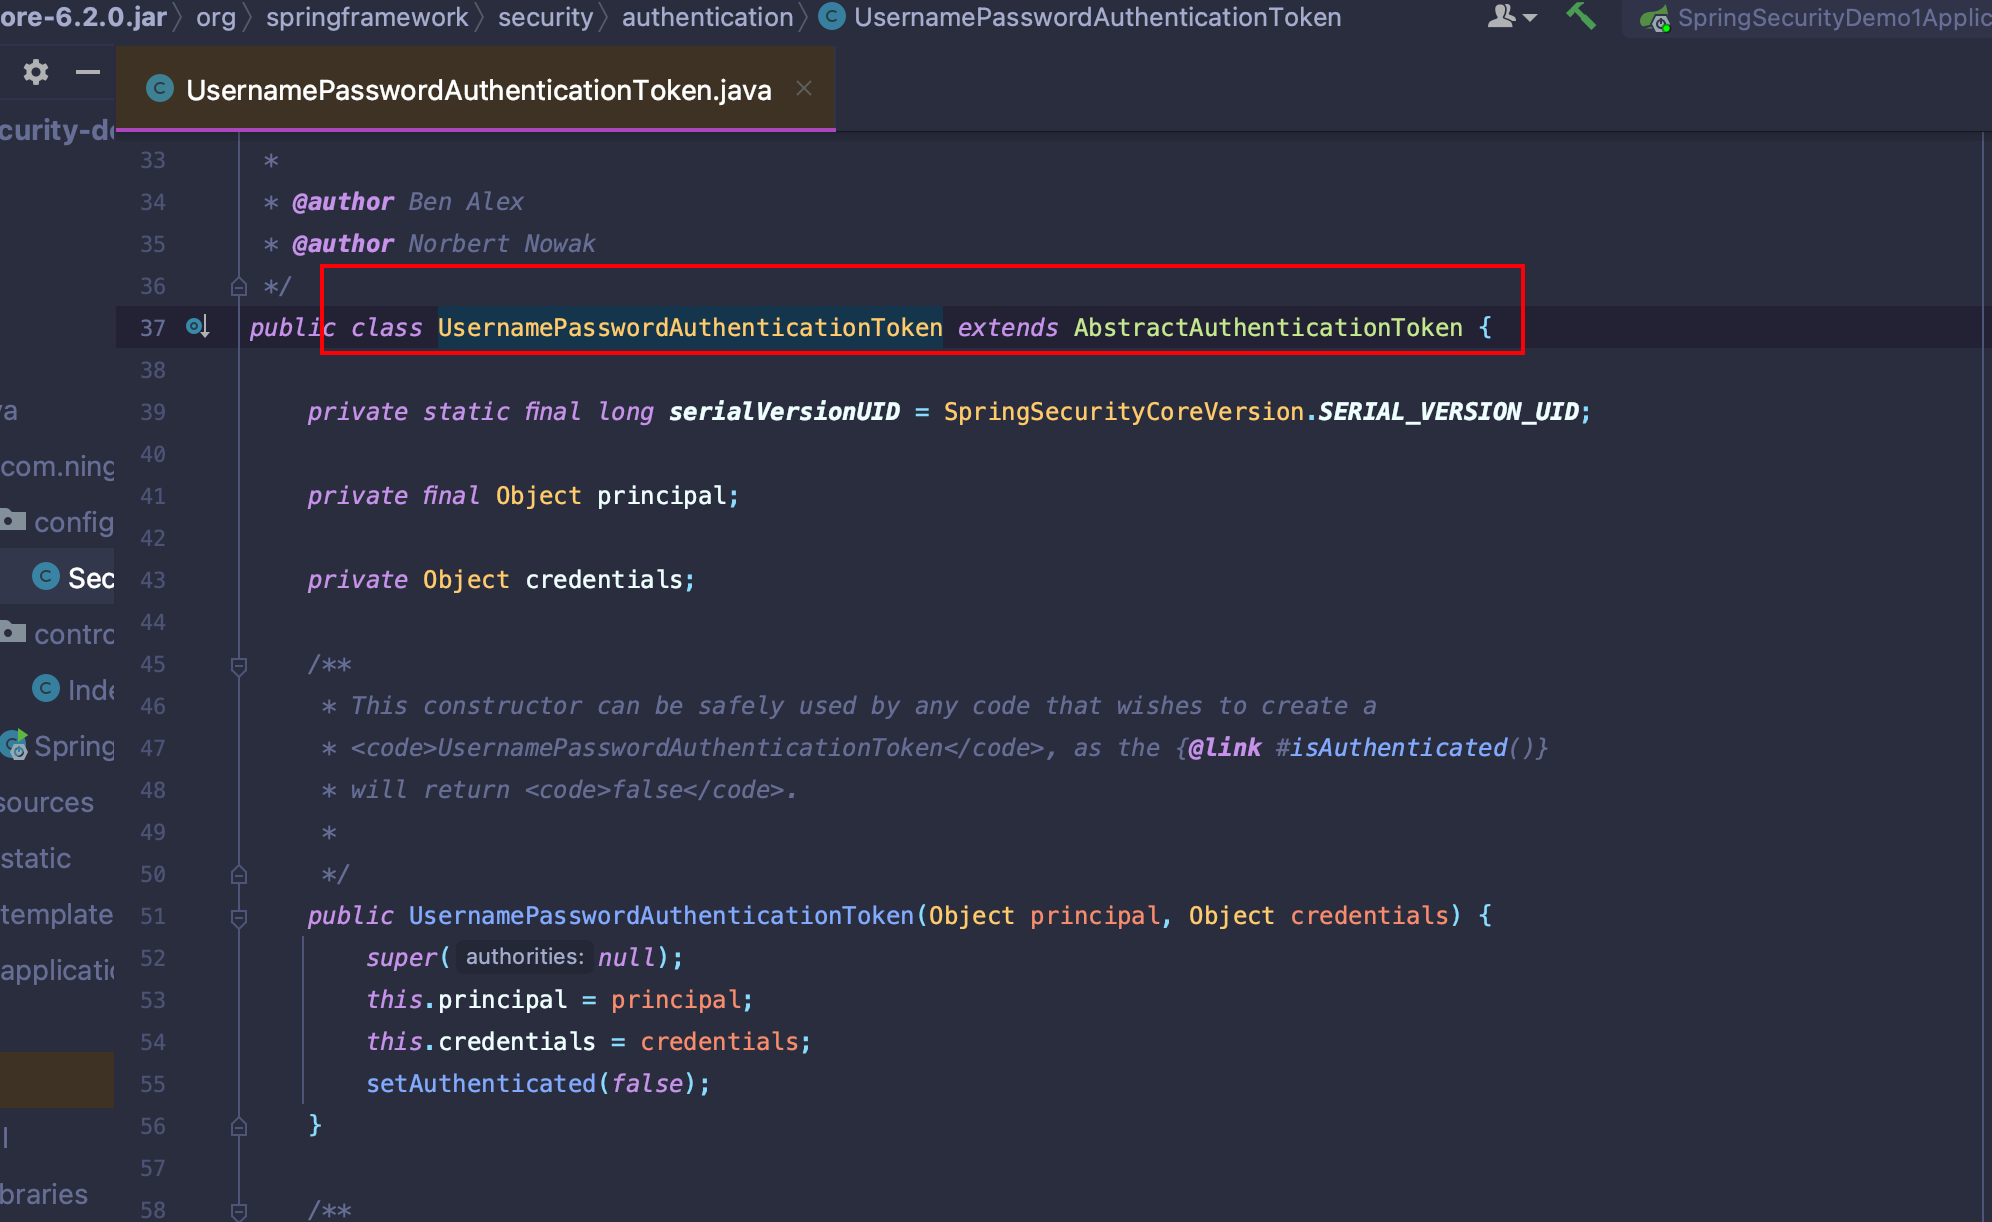 ore-6.2.0.jar org springframework security authentication UsernamePasswordAuthenticationToken SpringSecurityDemo1Applic
UsernamePasswordAuthenticationToken.java
curity-de
va
com.ning
config
Sec
contro
Inde
Spring
sources
static
template
applicatio
l
braries
33 *
34 * @author Ben Alex
35 * @author Norbert Nowak
36 */
37 public class UsernamePasswordAuthenticationToken extends AbstractAuthenticationToken {
38
39 private static final long serialVersionUID = SpringSecurityCoreVersion.SERIAL_VERSION_UID;
40
41 private final Object principal;
42
43 private Object credentials;
44
45 /**
46 * This constructor can be safely used by any code that wishes to create a
47 * <code>UsernamePasswordAuthenticationToken</code>, as the {@link #isAuthenticated()}
48 * will return <code>false</code>.
49 *
50 */
51 public UsernamePasswordAuthenticationToken(Object principal, Object credentials) {
52 super( authorities: null);
53 this.principal = principal;
54 this.credentials = credentials;
55 setAuthenticated(false);
56 }
57
58 /**